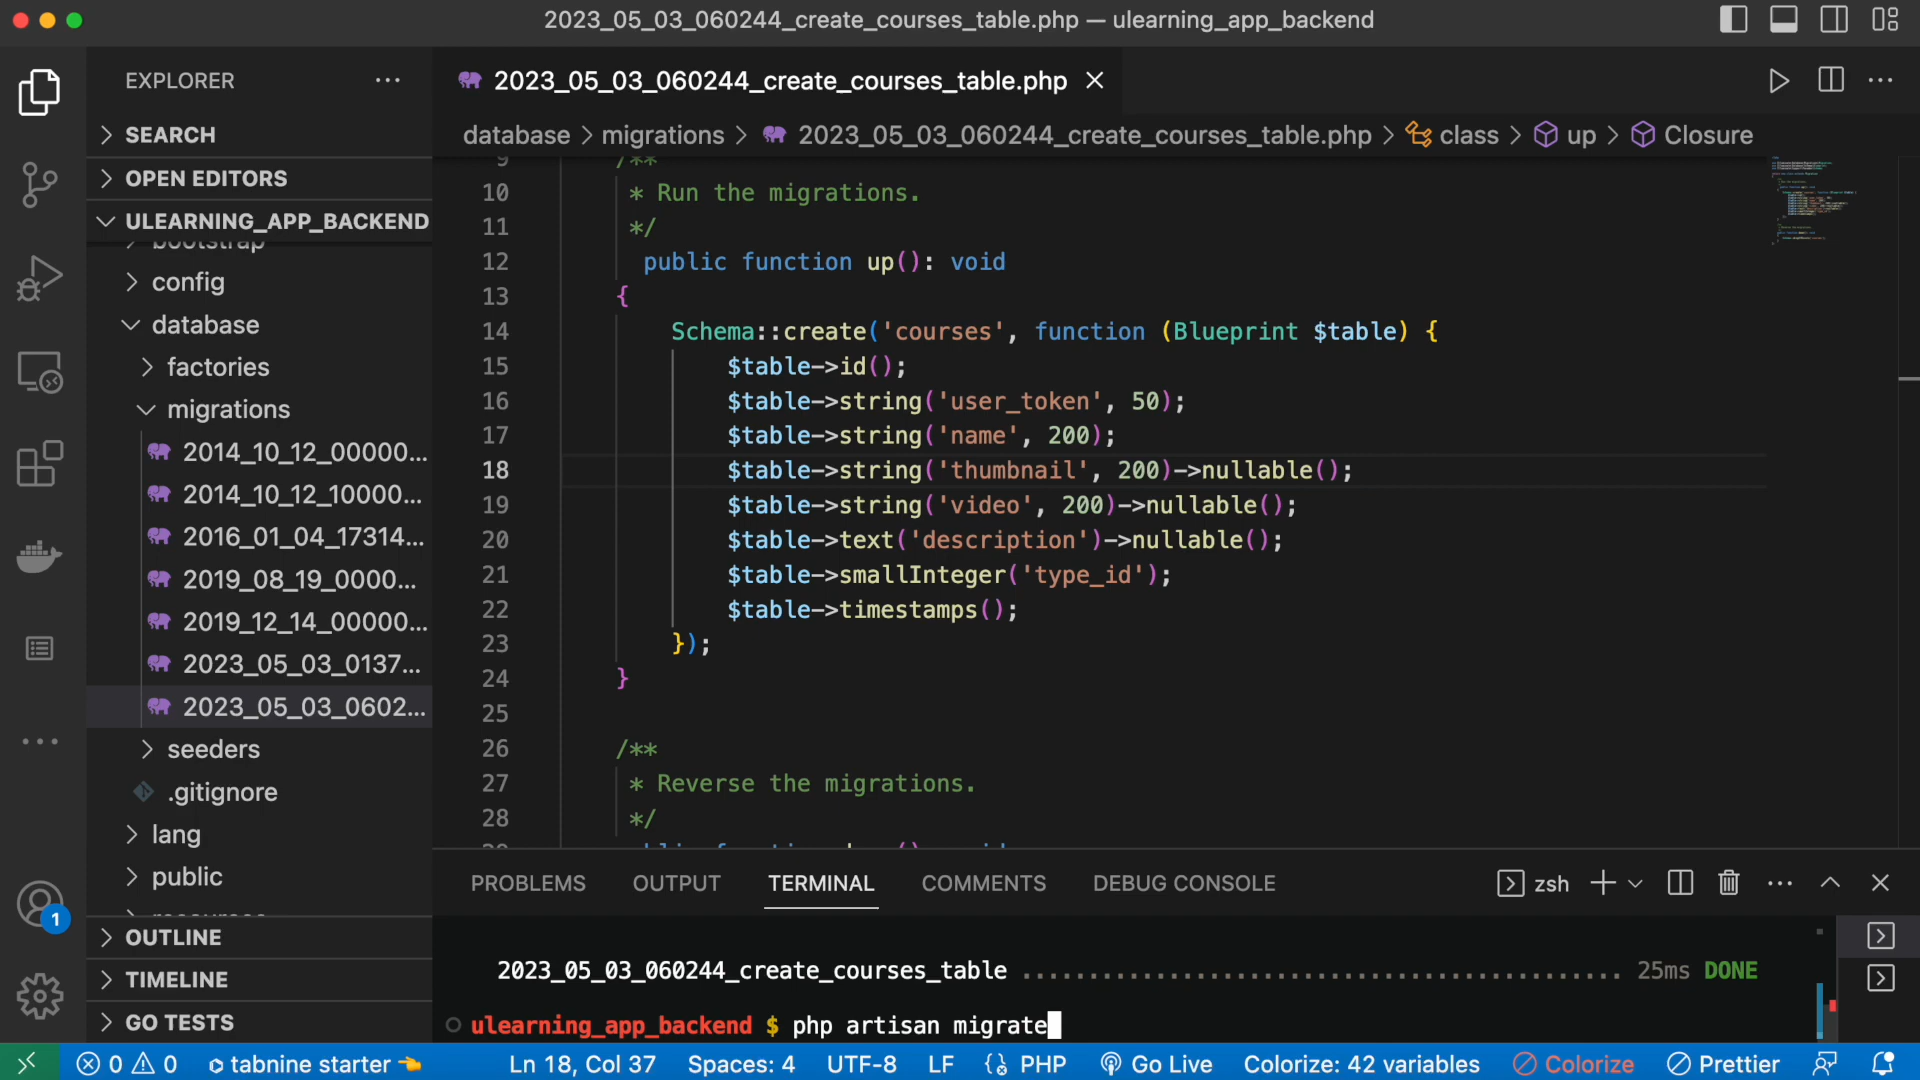 2023_05_03_060244_create_courses_table.php — ulearning_app_backend
EXPLORER
SEARCH
OPEN EDITORS
ULEARNING_APP_BACKEND
bootstrap
config
database
factories
migrations
2014_10_12_00000...
2014_10_12_10000...
2016_01_04_17314...
2019_08_19_0000...
2019_12_14_00000...
2023_05_03_0137...
2023_05_03_0602...
seeders
.gitignore
lang
public
OUTLINE
TIMELINE
GO TESTS
1
2023_05_03_060244_create_courses_table.php
database > migrations > 2023_05_03_060244_create_courses_table.php > class > up > Closure
9 /**
10 * Run the migrations.
11 */
12 public function up(): void
13 {
14 Schema::create('courses', function (Blueprint $table) {
15 $table->id();
16 $table->string('user_token', 50);
17 $table->string('name', 200);
18 $table->string('thumbnail', 200)->nullable();
19 $table->string('video', 200)->nullable();
20 $table->text('description')->nullable();
21 $table->smallInteger('type_id');
22 $table->timestamps();
23 });
24 }
25
26 /**
27 * Reverse the migrations.
28 */
PROBLEMS OUTPUT TERMINAL COMMENTS DEBUG CONSOLE zsh
2023_05_03_060244_create_courses_table ........................................... 25ms DONE
ulearning_app_backend $ php artisan migrate
0 0 tabnine starter Ln 18, Col 37 Spaces: 4 UTF-8 LF PHP Go Live Colorize: 42 variables Colorize Prettier